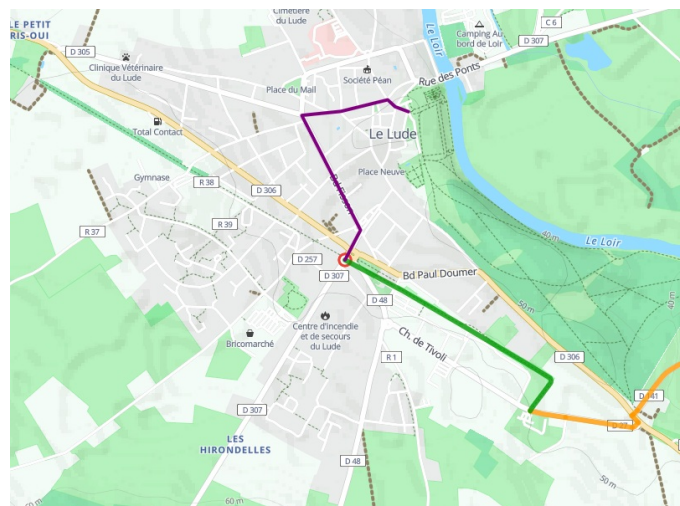 Cimetière
du Lude
LE PETIT
RIS-OUI
D 305
Clinique Vétérinaire
du Lude
Camping Au
bord de Loir
C 6
D 307
Le Loir
Société Péan
Rue des Ponts
Place du Mail
Total Contact
Le Lude
Gymnase
R 38
D 306
Place Neuve
R 37
R 39
40 m
Le Loir
D 257
D 307
Bd Paul Doumer
40 m
D 48
50 m
Centre d'incendie
et de secours
du Lude
Bricomarché
Ch. de Tivoli
R 1
D 306
D 307
LES
HIRONDELLES
D 48
50 m
60 m